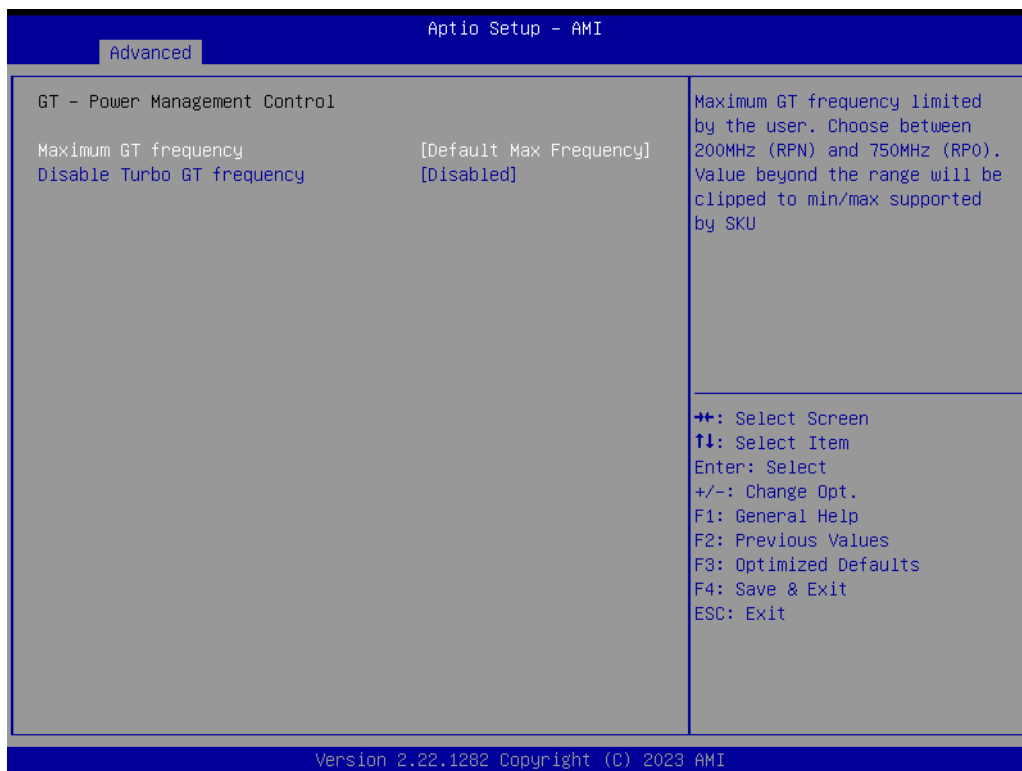 Aptio Setup – AMI
Advanced
GT – Power Management Control
Maximum GT frequency [Default Max Frequency]
Disable Turbo GT frequency [Disabled]
Maximum GT frequency limited
by the user. Choose between
200MHz (RPN) and 750MHz (RP0).
Value beyond the range will be
clipped to min/max supported
by SKU
→←: Select Screen
↑↓: Select Item
Enter: Select
+/-: Change Opt.
F1: General Help
F2: Previous Values
F3: Optimized Defaults
F4: Save & Exit
ESC: Exit
Version 2.22.1282 Copyright (C) 2023 AMI